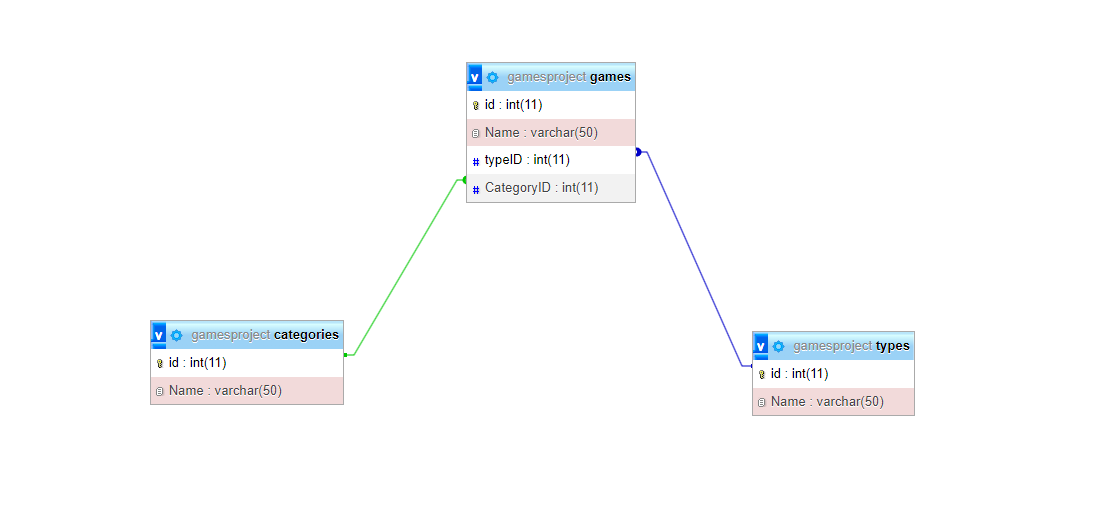 v gamesproject games
id : int(11)
Name : varchar(50)
# typeID : int(11)
# CategoryID : int(11)
v gamesproject categories
id : int(11)
Name : varchar(50)
v gamesproject types
id : int(11)
Name : varchar(50)